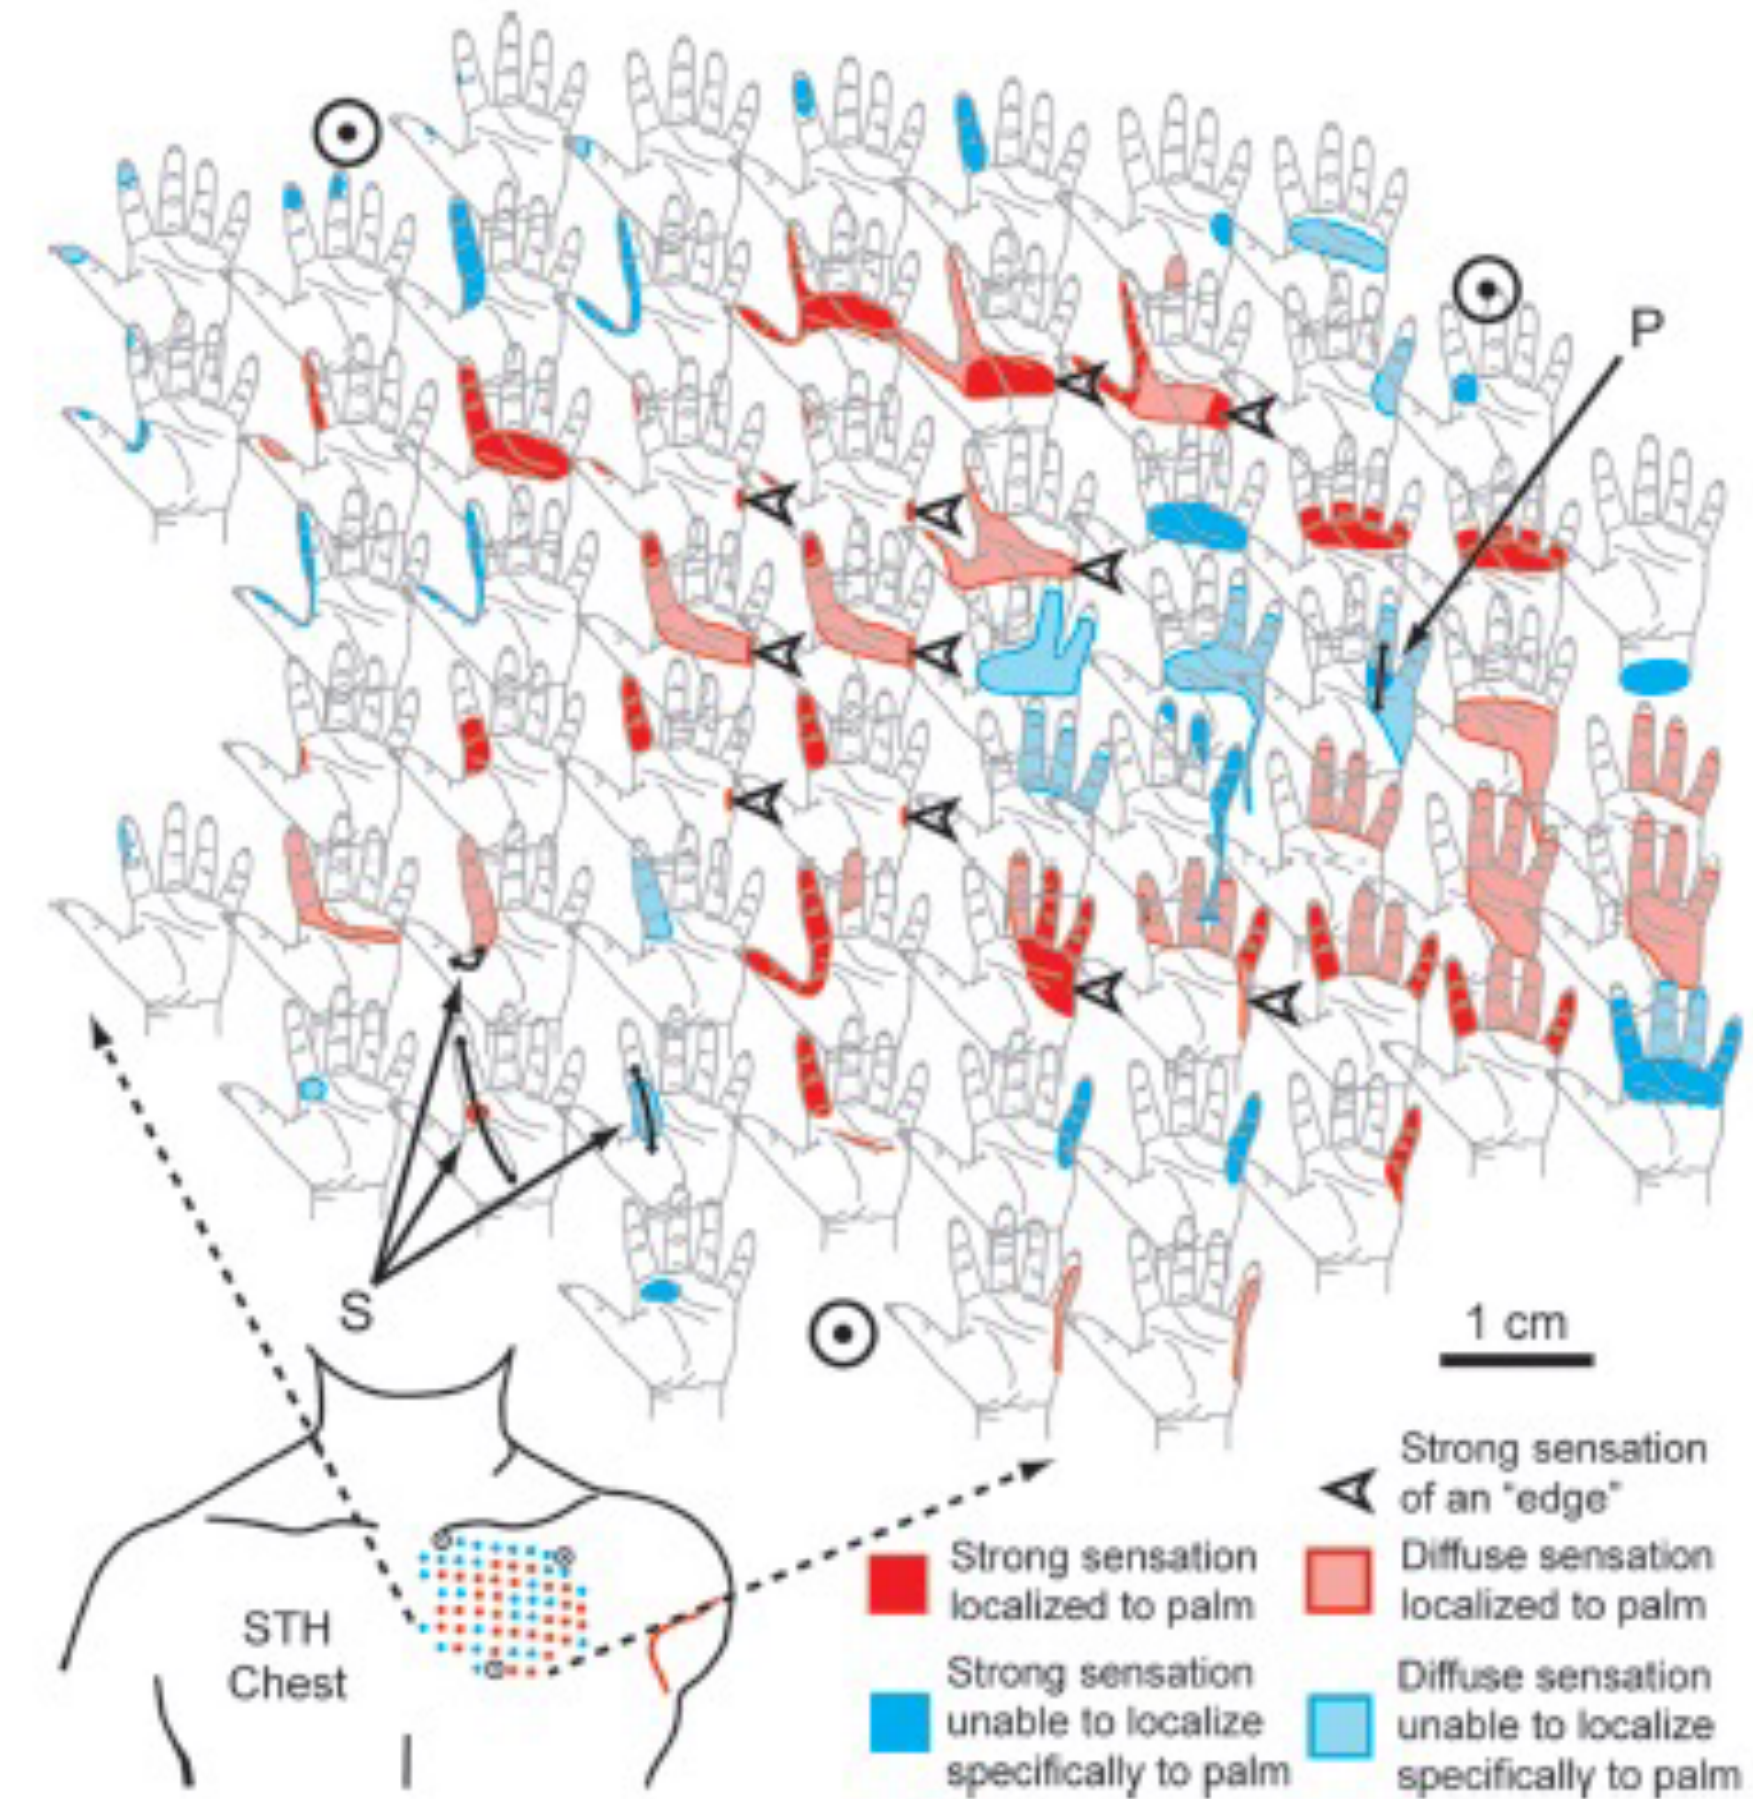 P
S
1 cm
Strong sensation
of an "edge"
Strong sensation
localized to palm
Diffuse sensation
localized to palm
STH
Chest
Strong sensation
unable to localize
specifically to palm
Diffuse sensation
unable to localize
specifically to palm